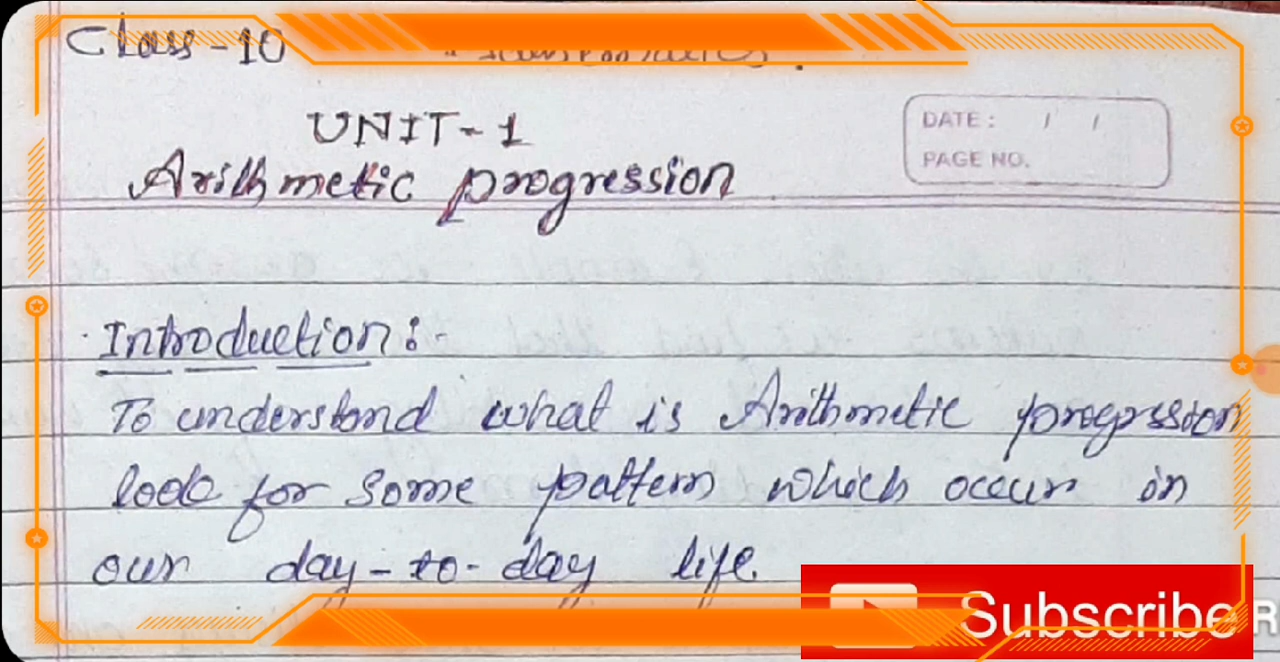 Class-10
UNIT-1
DATE: / /
PAGE NO.
Arithmetic progression
Introduction:-
To understand what is Arithmetic progression
look for some pattern which occur in
our day-to-day life.
Subscribe